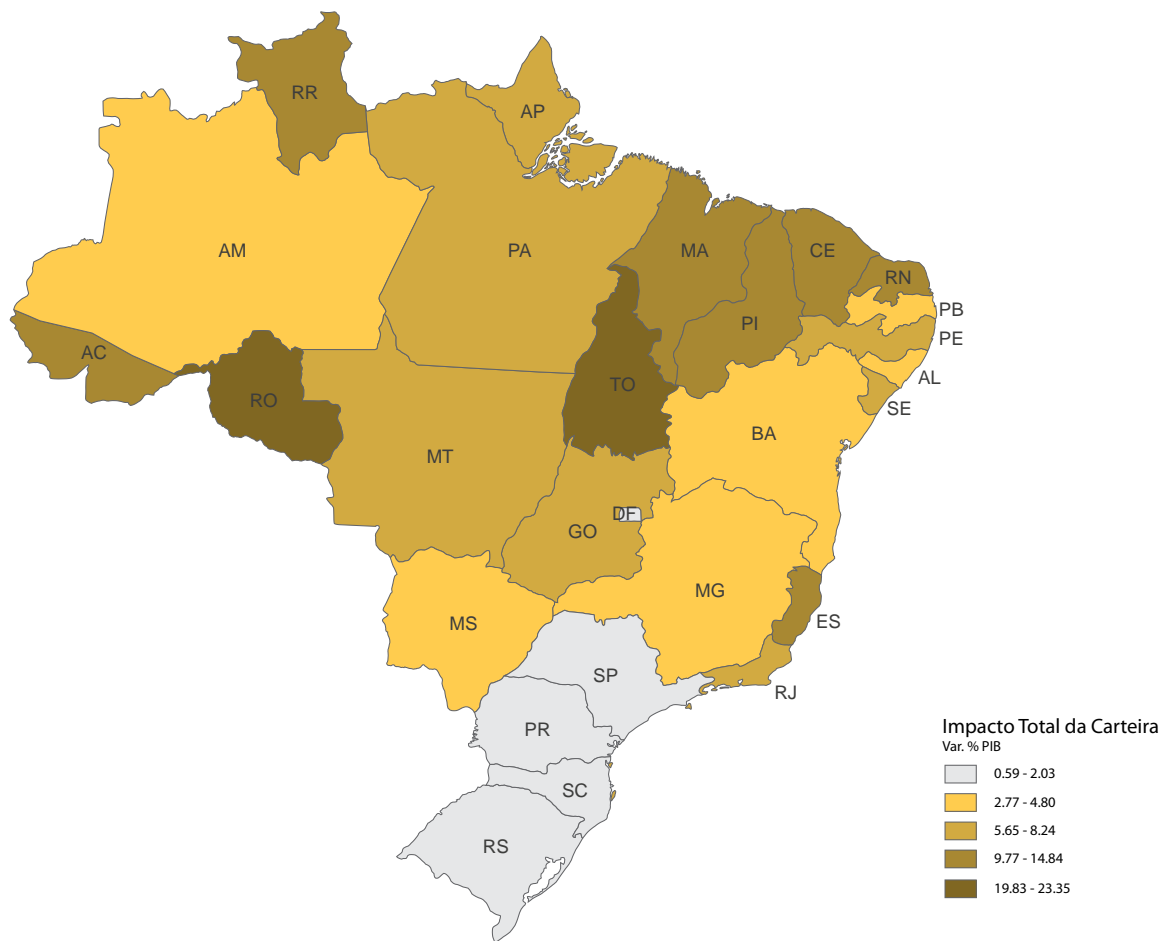 RR
AP
AM
PA
MA
CE
RN
PB
PI
PE
AC
AL
TO
RO
SE
BA
MT
DF
GO
MG
MS
ES
SP
RJ
PR
SC
RS
Impacto Total da Carteira
Var. % PIB
0.59 - 2.03
2.77 - 4.80
5.65 - 8.24
9.77 - 14.84
19.83 - 23.35